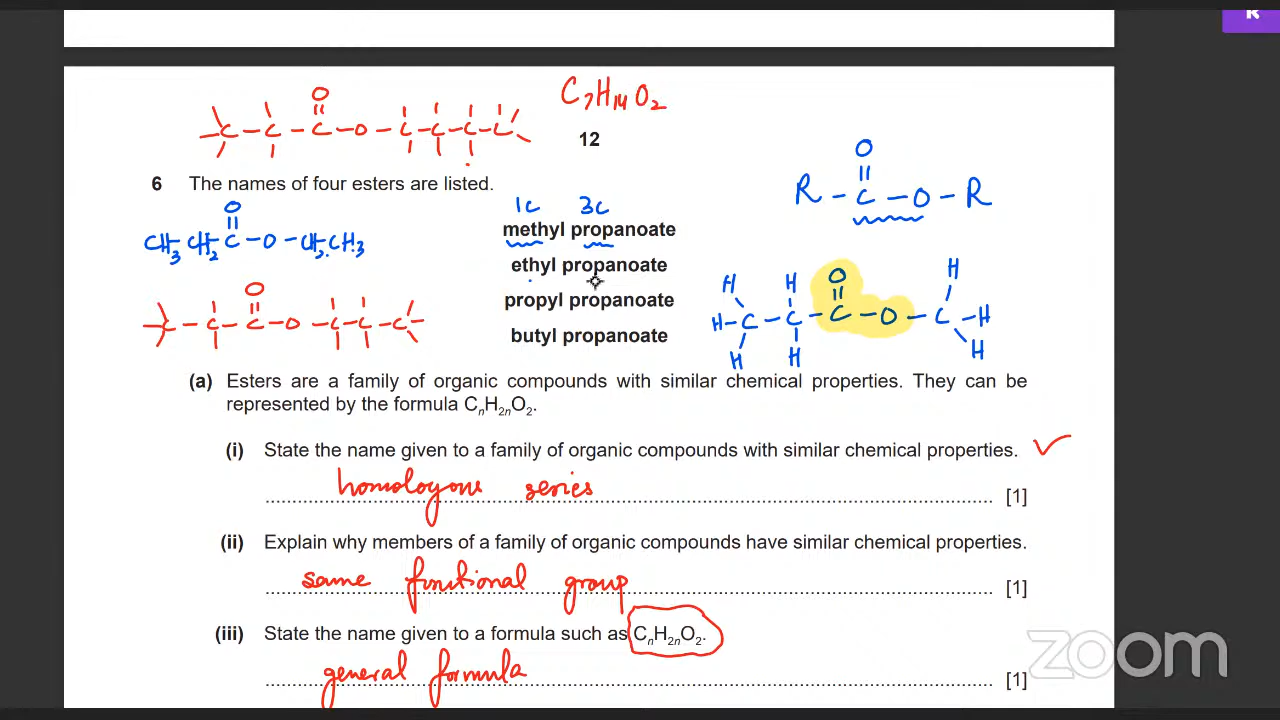 R
C7H14O2
12
6 The names of four esters are listed.
1C 3C
methyl propanoate
ethyl propanoate
propyl propanoate
butyl propanoate
O
R - C - O - R
O
CH3 CH2 C - O - CH2.CH3
O
C - C - C - O - C - C - C - C
O
C - C - C - O - C - C - C
H H O H
H - C - C - C - O - C - H
H H H
(a) Esters are a family of organic compounds with similar chemical properties. They can be
represented by the formula CnH2nO2.
(i) State the name given to a family of organic compounds with similar chemical properties. ✓
homologous series
[1]
(ii) Explain why members of a family of organic compounds have similar chemical properties.
same functional group
[1]
(iii) State the name given to a formula such as CnH2nO2.
general formula
[1]
zoom